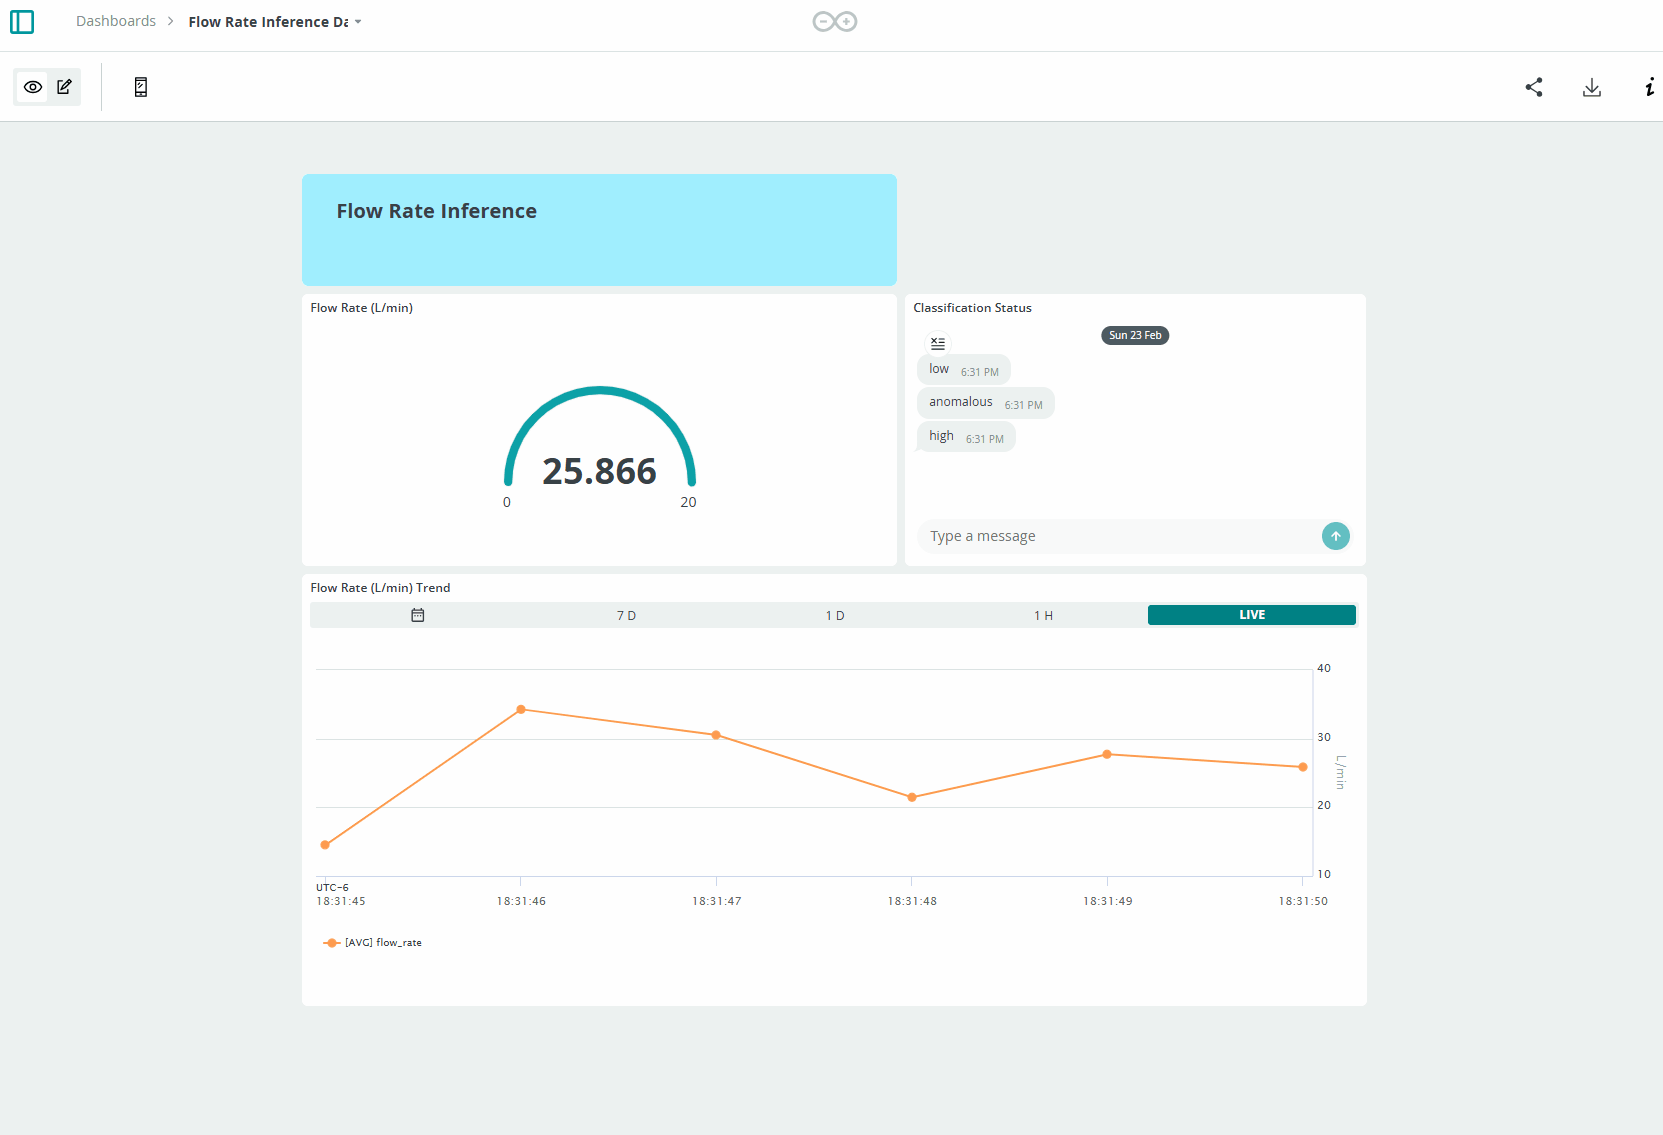 Dashboards > Flow Rate Inference Da
Flow Rate Inference
Flow Rate (L/min)
25.866
0 20
Classification Status
Sun 23 Feb
low 6:31 PM
anomalous 6:31 PM
high 6:31 PM
Type a message
Flow Rate (L/min) Trend
7 D 1 D 1 H LIVE
40
30
L/min
20
10
UTC-6
18:31:45 18:31:46 18:31:47 18:31:48 18:31:49 18:31:50
[AVG] flow_rate